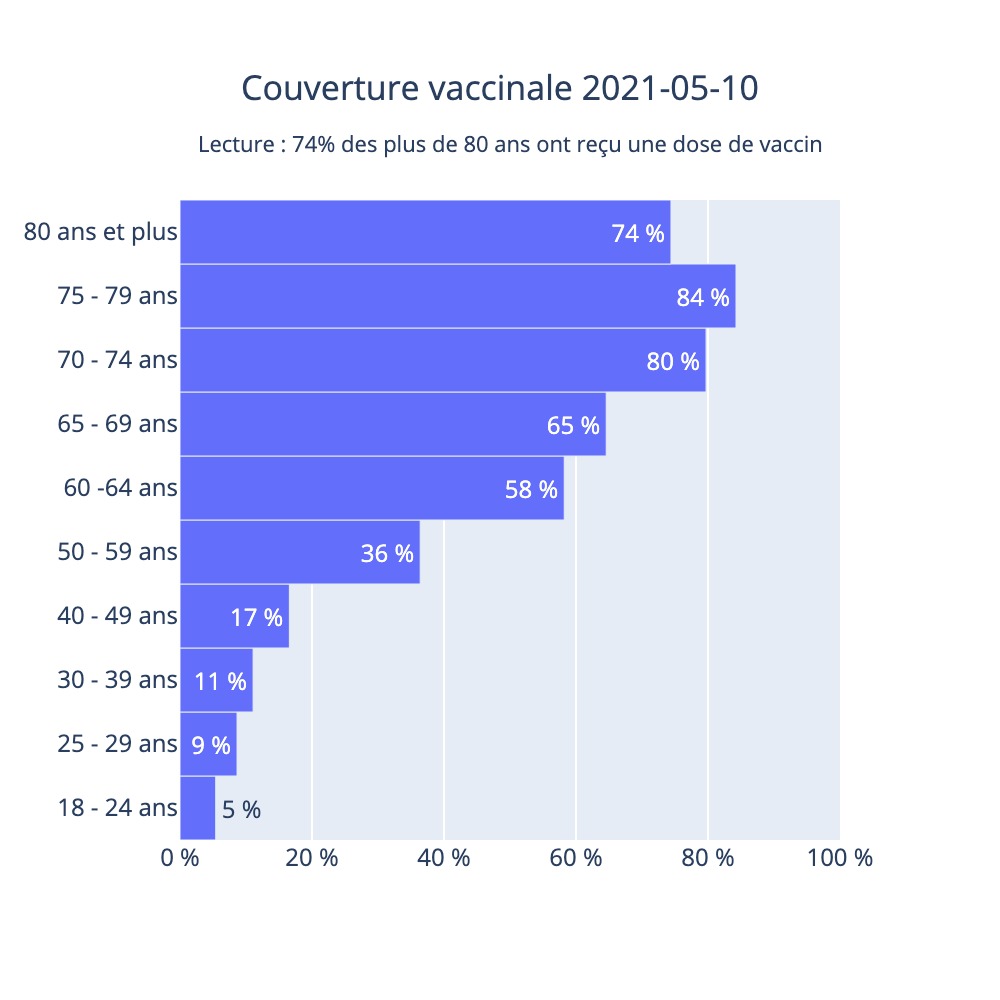 Couverture vaccinale 2021-05-10
Lecture : 74% des plus de 80 ans ont reçu une dose de vaccin
80 ans et plus 74 %
75 - 79 ans 84 %
70 - 74 ans 80 %
65 - 69 ans 65 %
60 -64 ans 58 %
50 - 59 ans 36 %
40 - 49 ans 17 %
30 - 39 ans 11 %
25 - 29 ans 9 %
18 - 24 ans 5 %
0 % 20 % 40 % 60 % 80 % 100 %